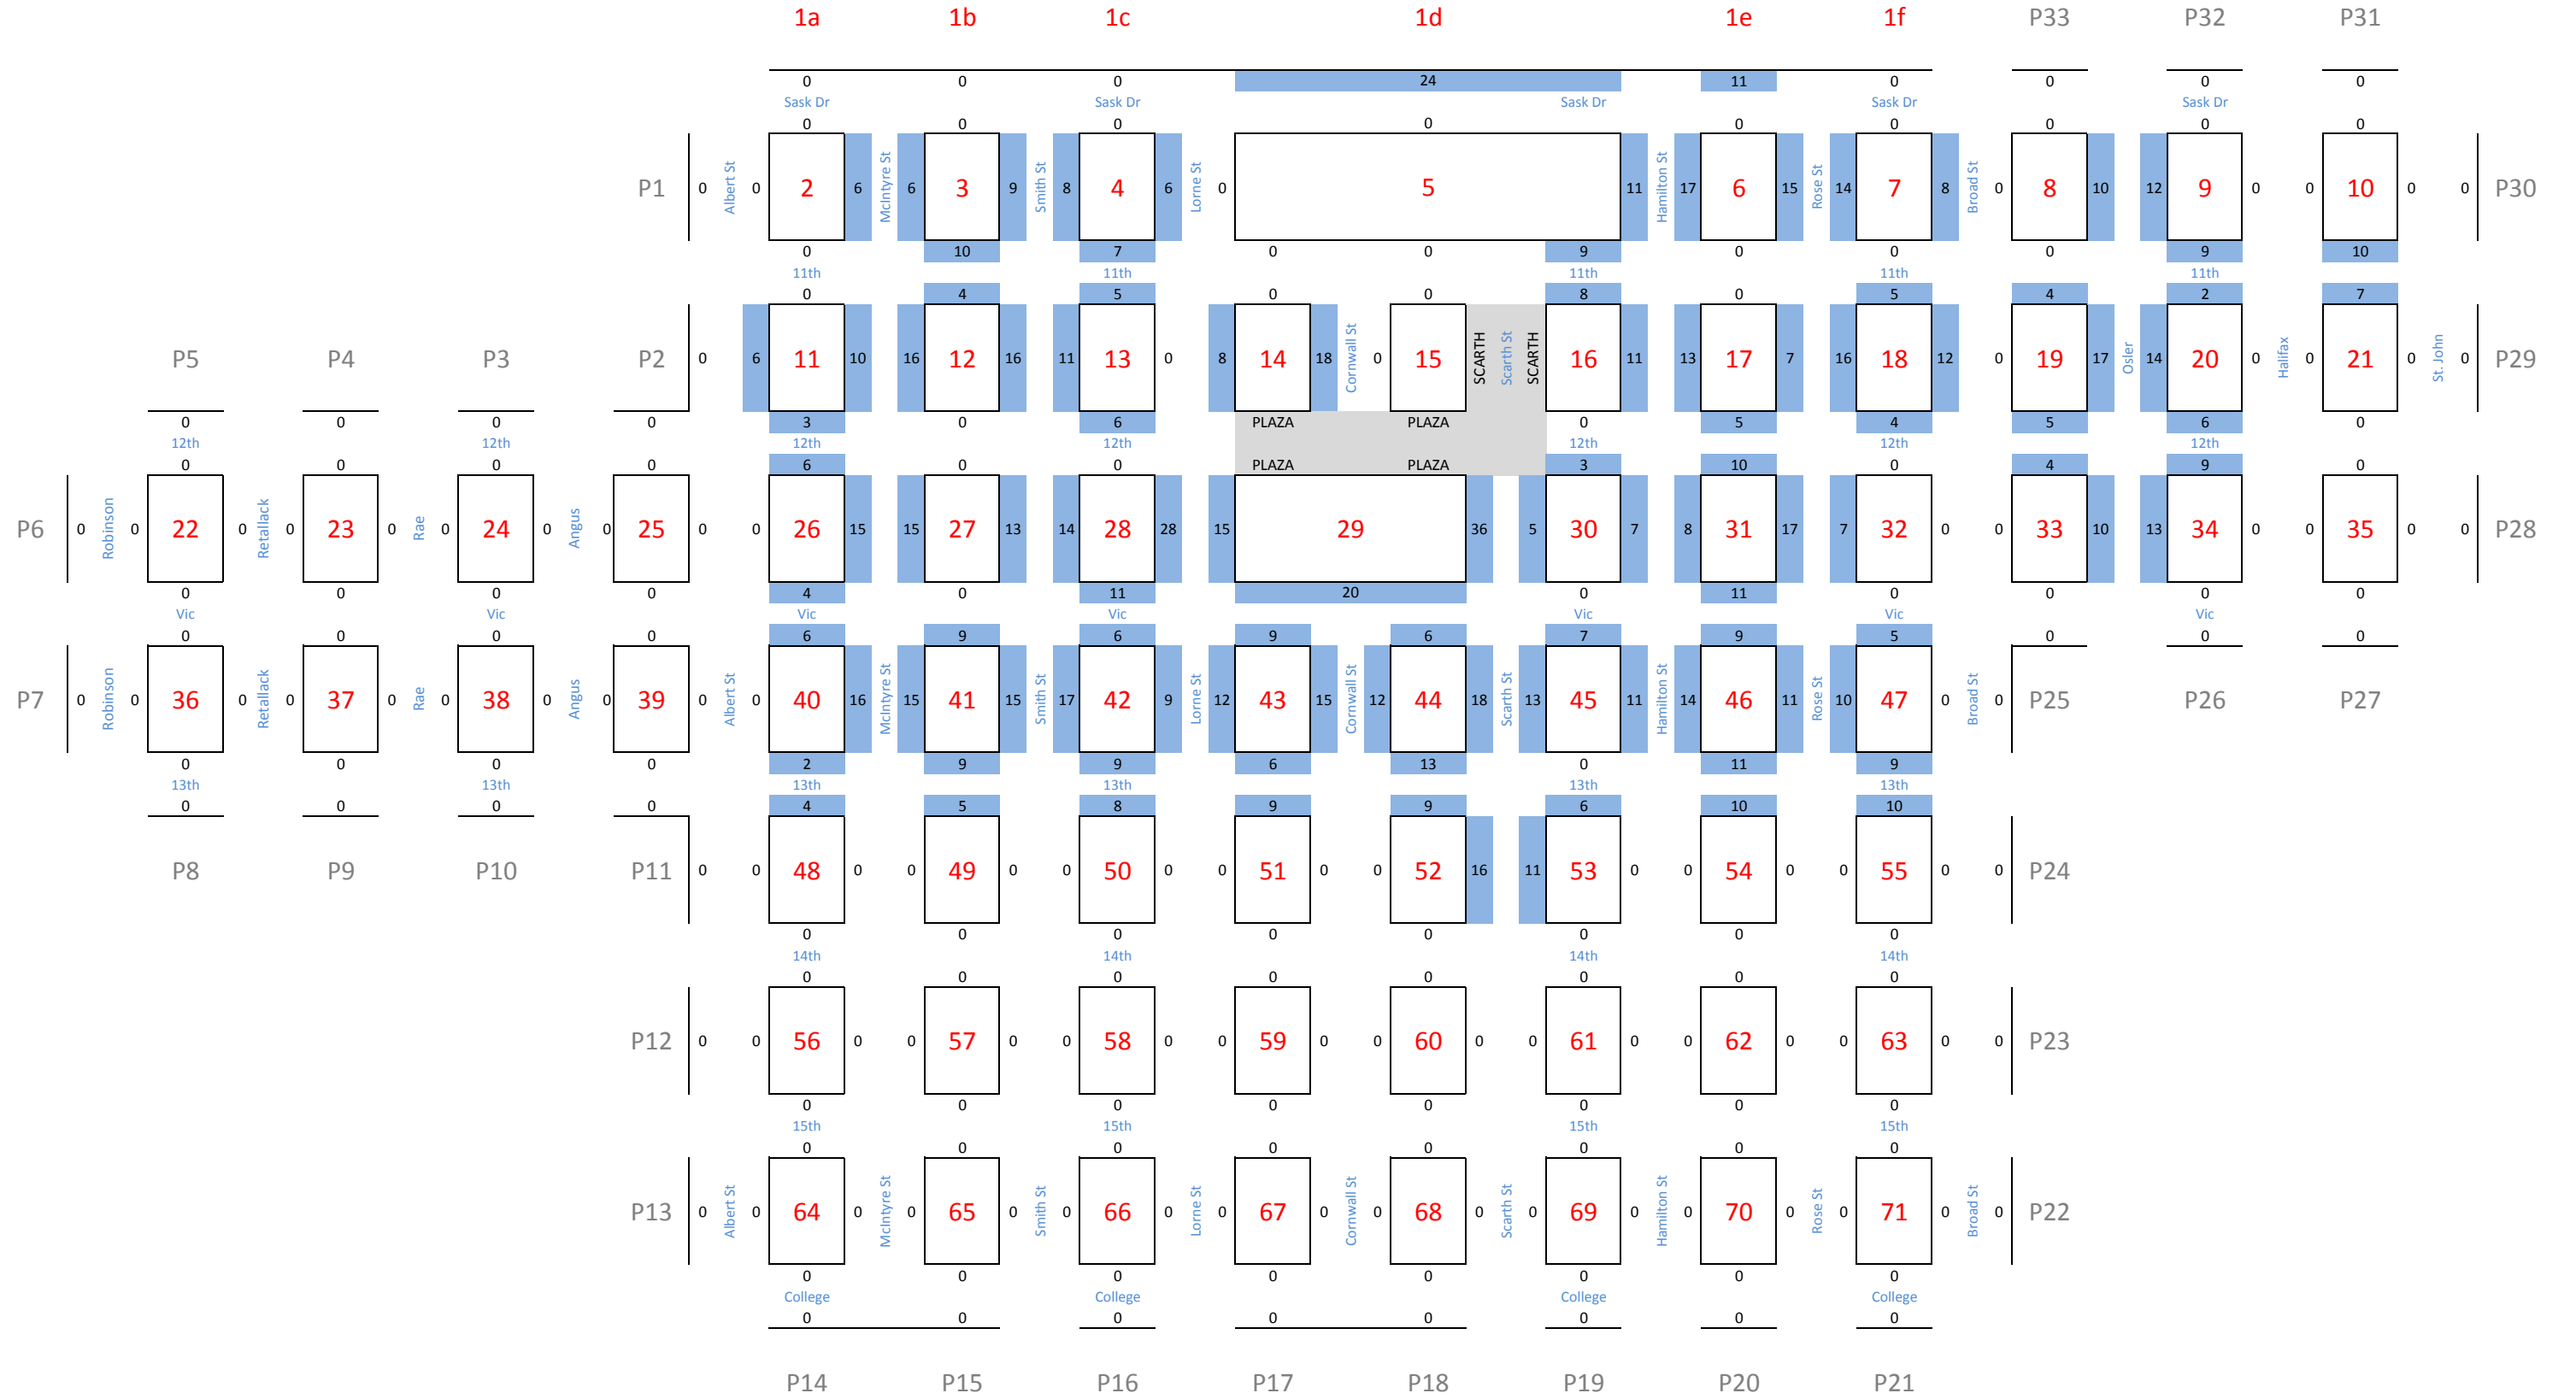 1a 1b 1c 1d 1e 1f P33 P32 P31
0 0 0 24 11 0 0 0 0
Sask Dr Sask Dr Sask Dr Sask Dr Sask Dr
0 0 0 0 0 0 0 0 0
P1 0 Albert St 0 2 6 McIntyre St 6 3 9 Smith St 8 4 6 Lorne St 0 5 11 Hamilton St 17 6 15 Rose St 14 7 8 Broad St 0 8 10 12 9 0 0 10 0 0 P30
0 10 7 0 0 9 0 0 0 9 10
11th 11th 11th 11th 11th
0 4 5 0 0 8 0 5 4 2 7
P5 P4 P3 P2 0 6 11 10 16 12 16 11 13 0 8 14 18 Cornwall St 0 15 SCARTH Scarth St SCARTH 16 11 13 17 7 16 18 12 0 19 17 Osler 14 20 0 Halifax 0 21 0 St. John 0 P29
0 0 0 0 3 0 6 PLAZA PLAZA 0 5 4 5 6 0
12th 12th 12th 12th 12th 12th 12th
0 0 0 0 6 0 0 PLAZA PLAZA 3 10 0 4 9 0
P6 0 Robinson 0 22 0 Retallack 0 23 0 Rae 0 24 0 Angus 0 25 0 0 26 15 15 27 13 14 28 28 15 29 36 5 30 7 8 31 17 7 32 0 0 33 10 13 34 0 0 35 0 0 P28
0 0 0 0 4 0 11 20 0 11 0 0 0 0
Vic Vic Vic Vic Vic Vic Vic
0 0 0 0 6 9 6 9 6 7 9 5 0 0 0
P7 0 Robinson 0 36 0 Retallack 0 37 0 Rae 0 38 0 Angus 0 39 0 Albert St 0 40 16 McIntyre St 15 41 15 Smith St 17 42 9 Lorne St 12 43 15 Cornwall St 12 44 18 Scarth St 13 45 11 Hamilton St 14 46 11 Rose St 10 47 0 Broad St 0 P25 P26 P27
0 0 0 0 2 9 9 6 13 0 11 9
13th 13th 13th 13th 13th 13th
0 0 0 0 4 5 8 9 9 6 10 10
P8 P9 P10 P11 0 0 48 0 0 49 0 0 50 0 0 51 0 0 52 16 11 53 0 0 54 0 0 55 0 0 P24
0 0 0 0 0 0 0 0
14th 14th 14th 14th
0 0 0 0 0 0 0 0
P12 0 0 56 0 0 57 0 0 58 0 0 59 0 0 60 0 0 61 0 0 62 0 0 63 0 0 P23
0 0 0 0 0 0 0 0
15th 15th 15th 15th
0 0 0 0 0 0 0 0
P13 0 Albert St 0 64 0 McIntyre St 0 65 0 Smith St 0 66 0 Lorne St 0 67 0 Cornwall St 0 68 0 Scarth St 0 69 0 Hamilton St 0 70 0 Rose St 0 71 0 Broad St 0 P22
0 0 0 0 0 0 0 0
College College College College
0 0 0 0 0 0 0 0
P14 P15 P16 P17 P18 P19 P20 P21